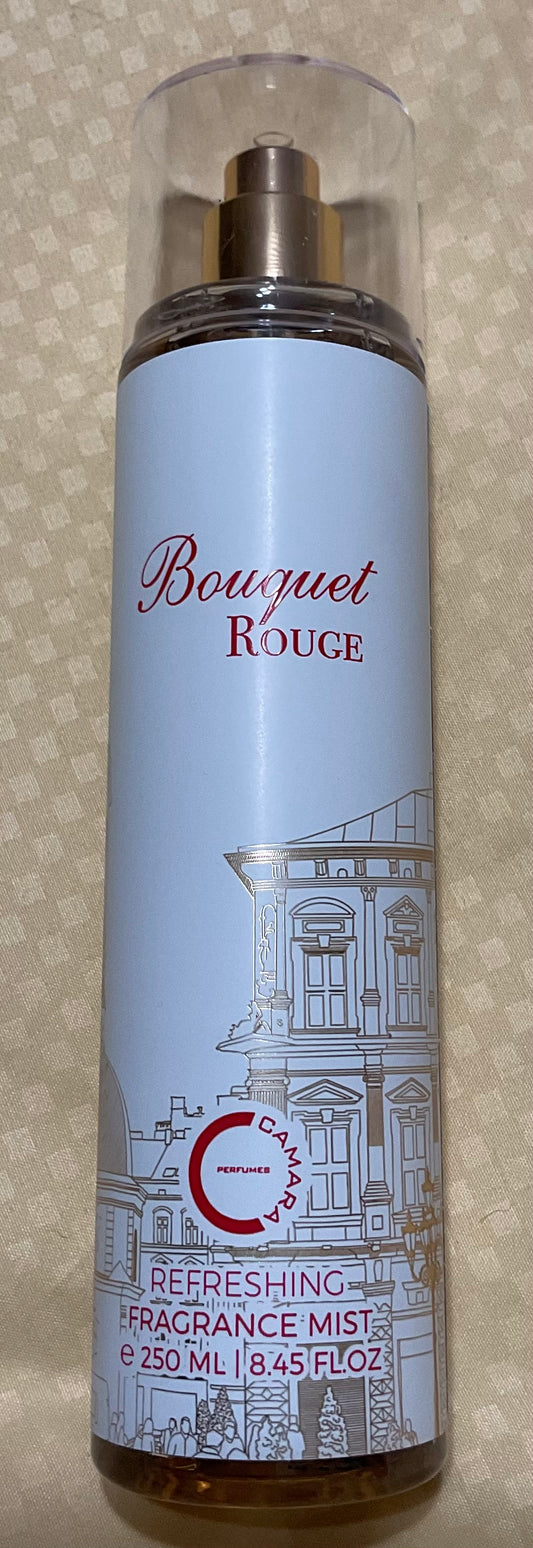 Bouquet
ROUGE
CAMARA
PERFUMES
REFRESHING
FRAGRANCE MIST
℮ 250 ML | 8.45 FL.OZ